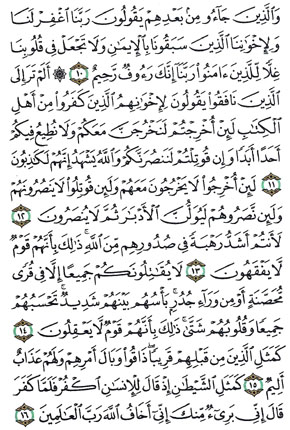 وَٱلَّذِينَ جَآءُو مِنۢ بَعْدِهِمْ يَقُولُونَ رَبَّنَا ٱغْفِرْ لَنَا
وَلِإِخْوَٰنِنَا ٱلَّذِينَ سَبَقُونَا بِٱلْإِيمَٰنِ وَلَا تَجْعَلْ فِى قُلُوبِنَا
غِلًّا لِّلَّذِينَ ءَامَنُوا۟ رَبَّنَآ إِنَّكَ رَءُوفٌ رَّحِيمٌ ١٠ ۞ أَلَمْ تَرَ إِلَى
ٱلَّذِينَ نَافَقُوا۟ يَقُولُونَ لِإِخْوَٰنِهِمُ ٱلَّذِينَ كَفَرُوا۟ مِنْ أَهْلِ
ٱلْكِتَٰبِ لَئِنْ أُخْرِجْتُمْ لَنَخْرُجَنَّ مَعَكُمْ وَلَا نُطِيعُ فِيكُمْ
أَحَدًا أَبَدًا وَإِن قُوتِلْتُمْ لَنَنصُرَنَّكُمْ وَٱللَّهُ يَشْهَدُ إِنَّهُمْ لَكَٰذِبُونَ
١١ لَئِنْ أُخْرِجُوا۟ لَا يَخْرُجُونَ مَعَهُمْ وَلَئِن قُوتِلُوا۟ لَا يَنصُرُونَهُمْ
وَلَئِن نَّصَرُوهُمْ لَيُوَلُّنَّ ٱلْأَدْبَٰرَ ثُمَّ لَا يُنصَرُونَ ١٢
لَأَنتُمْ أَشَدُّ رَهْبَةً فِى صُدُورِهِم مِّنَ ٱللَّهِ ۚ ذَٰلِكَ بِأَنَّهُمْ قَوْمٌ
لَّا يَفْقَهُونَ ١٣ لَا يُقَٰتِلُونَكُمْ جَمِيعًا إِلَّا فِى قُرًى
مُّحَصَّنَةٍ أَوْ مِن وَرَآءِ جُدُرٍۭ ۚ بَأْسُهُم بَيْنَهُمْ شَدِيدٌ ۚ تَحْسَبُهُمْ
جَمِيعًا وَقُلُوبُهُمْ شَتَّىٰ ۚ ذَٰلِكَ بِأَنَّهُمْ قَوْمٌ لَّا يَعْقِلُونَ ١٤
كَمَثَلِ ٱلَّذِينَ مِن قَبْلِهِمْ قَرِيبًا ۖ ذَاقُوا۟ وَبَالَ أَمْرِهِمْ وَلَهُمْ عَذَابٌ
أَلِيمٌ ١٥ كَمَثَلِ ٱلشَّيْطَٰنِ إِذْ قَالَ لِلْإِنسَٰنِ ٱكْفُرْ فَلَمَّا كَفَرَ
قَالَ إِنِّى بَرِىٓءٌ مِّنكَ إِنِّىٓ أَخَافُ ٱللَّهَ رَبَّ ٱلْعَٰلَمِينَ ١٦